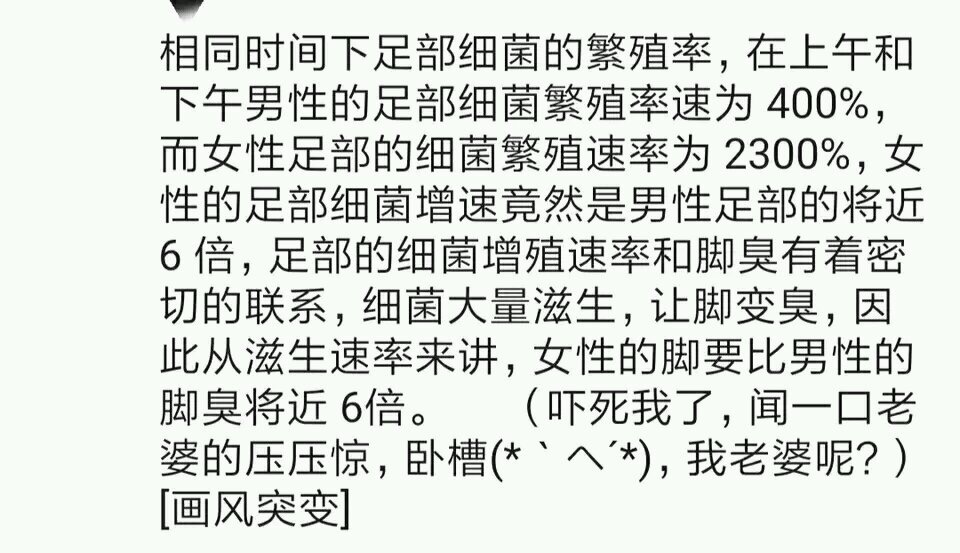 相同时间下足部细菌的繁殖率，在上午和
下午男性的足部细菌繁殖率速为 400%，
而女性足部的细菌繁殖速率为 2300%，女
性的足部细菌增速竟然是男性足部的将近
6 倍，足部的细菌增殖速率和脚臭有着密
切的联系，细菌大量滋生，让脚变臭，因
此从滋生速率来讲，女性的脚要比男性的
脚臭将近 6倍。　（吓死我了，闻一口老
婆的压压惊，卧槽(*｀へ´*)，我老婆呢？）
[画风突变]